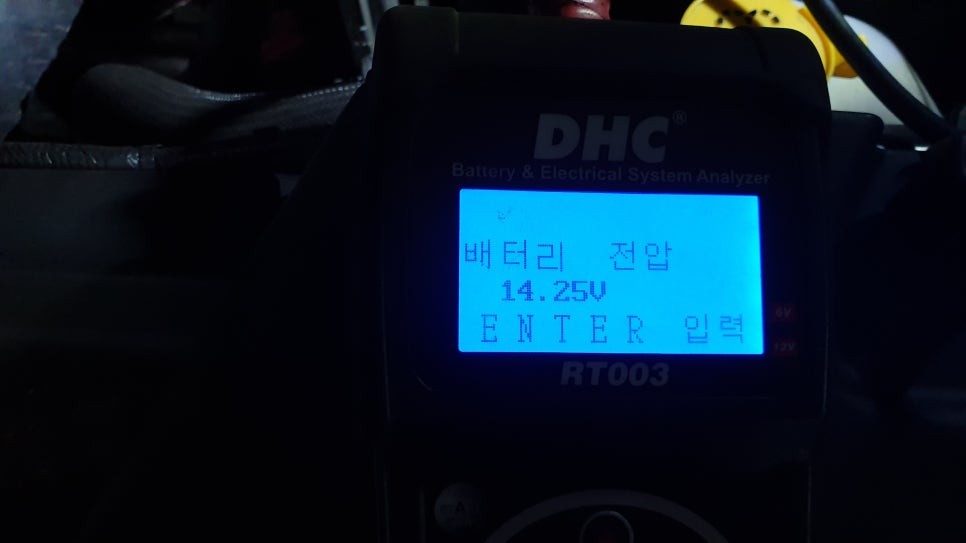 DHC®
Battery & Electrical System Analyzer
배터리 전압
14.25V
ENTER 입력
6V
12V
RT003